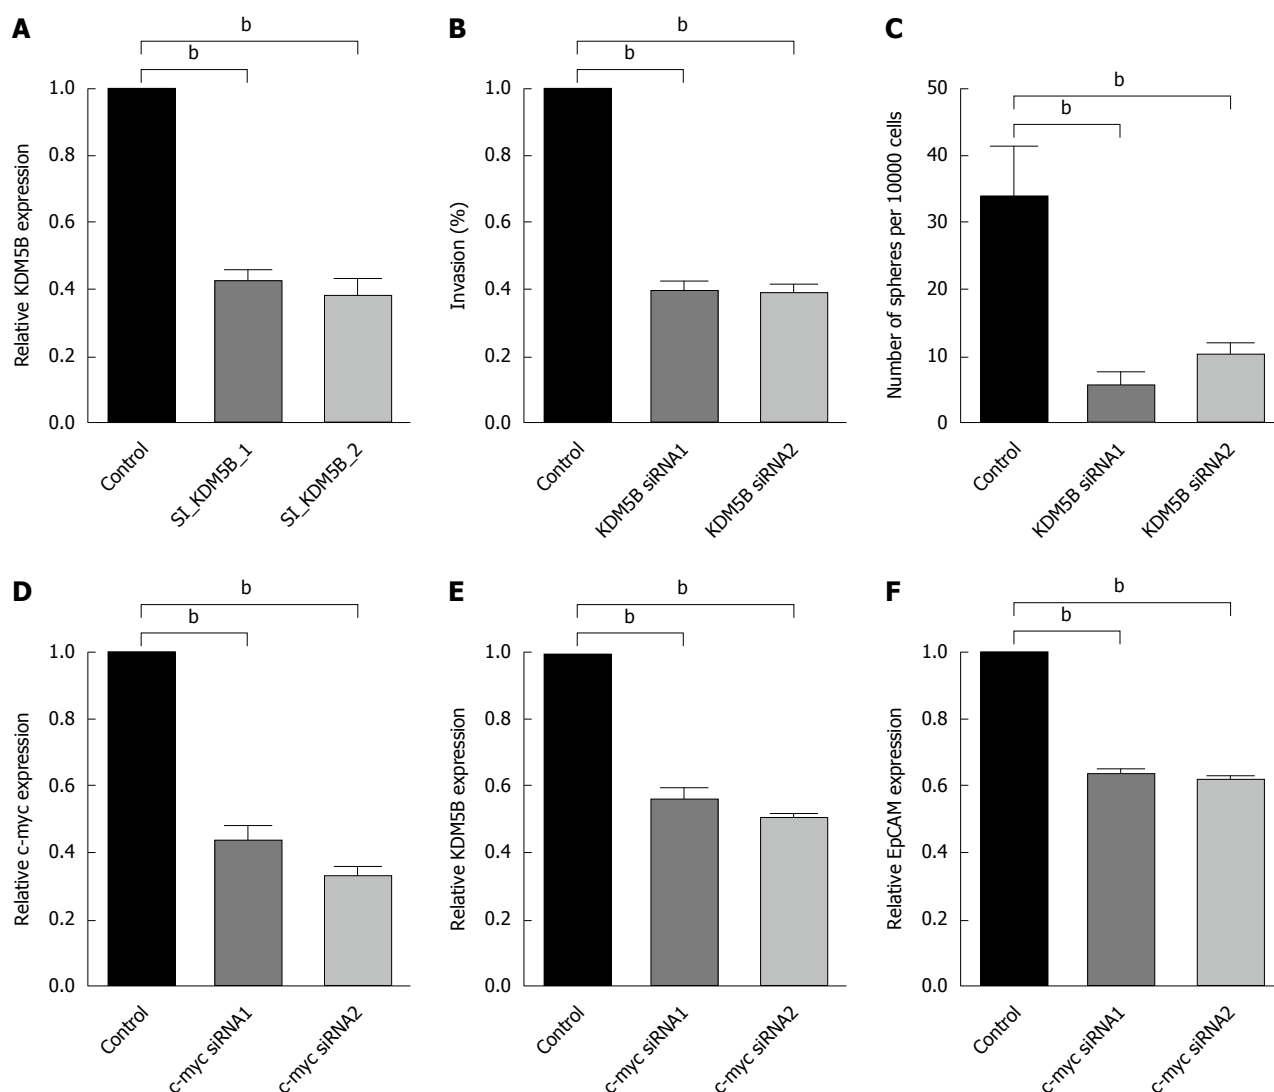 A
b
b
Relative KDM5B expression
1.0
0.8
0.6
0.4
0.2
0.0
Control
SI_KDM5B_1
SI_KDM5B_2
B
b
b
Invasion (%)
1.0
0.8
0.6
0.4
0.2
0.0
Control
KDM5B siRNA1
KDM5B siRNA2
C
b
b
Number of spheres per 10000 cells
50
40
30
20
10
0
Control
KDM5B siRNA1
KDM5B siRNA2
D
b
b
Relative c-myc expression
1.0
0.8
0.6
0.4
0.2
0.0
Control
c-myc siRNA1
c-myc siRNA2
E
b
b
Relative KDM5B expression
1.0
0.8
0.6
0.4
0.2
0.0
Control
c-myc siRNA1
c-myc siRNA2
F
b
b
Relative EpCAM expression
1.0
0.8
0.6
0.4
0.2
0.0
Control
c-myc siRNA1
c-myc siRNA2